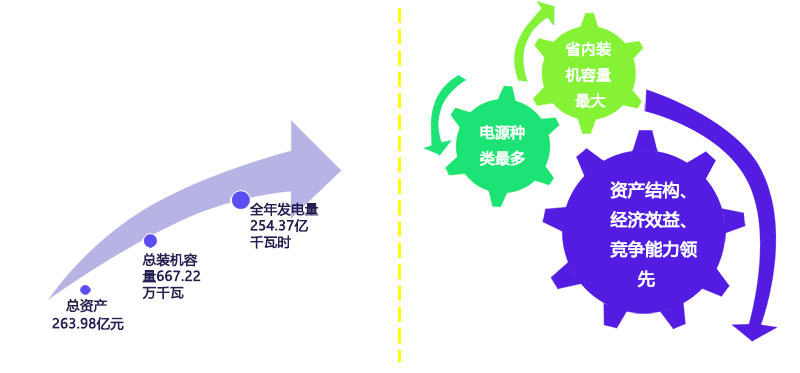 总资产
263.98亿元
总装机容
量667.22
万千瓦
全年发电量
254.37亿
千瓦时
省内装
机容量
最大
电源种
类最多
资产结构、
经济效益、
竞争能力领
先